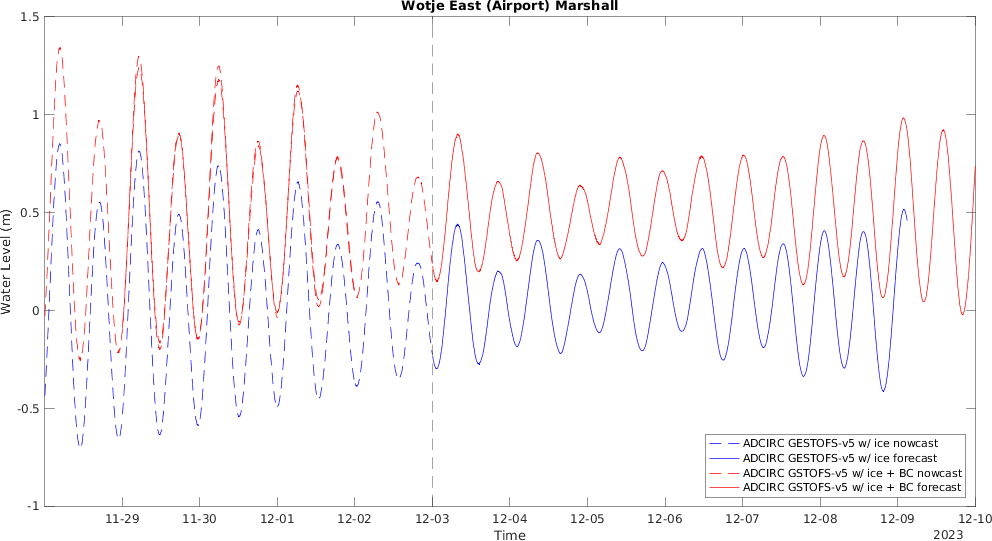 Wotje East (Airport) Marshall
1.5
1
0.5
0
-0.5
-1
Water Level (m)
11-29 11-30 12-01 12-02 12-03 12-04 12-05 12-06 12-07 12-08 12-09 12-10
Time
2023
ADCIRC GESTOFS-v5 w/ ice nowcast
ADCIRC GESTOFS-v5 w/ ice forecast
ADCIRC GSTOFS-v5 w/ ice + BC nowcast
ADCIRC GSTOFS-v5 w/ ice + BC forecast